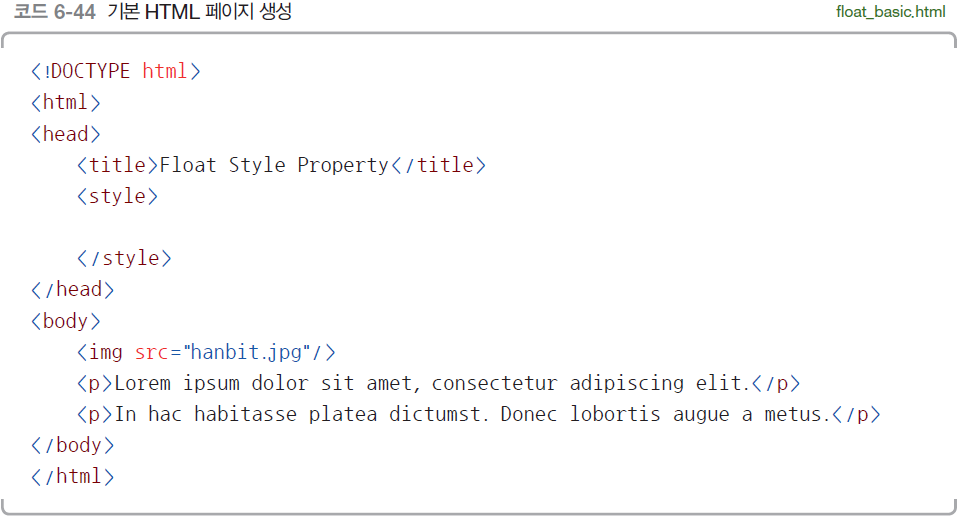 코드 6-44 기본 HTML 페이지 생성 float_basic.html
<!DOCTYPE html>
<html>
<head>
    <title>Float Style Property</title>
    <style>

    </style>
</head>
<body>
    <img src="hanbit.jpg"/>
    <p>Lorem ipsum dolor sit amet, consectetur adipiscing elit.</p>
    <p>In hac habitasse platea dictumst. Donec lobortis augue a metus.</p>
</body>
</html>